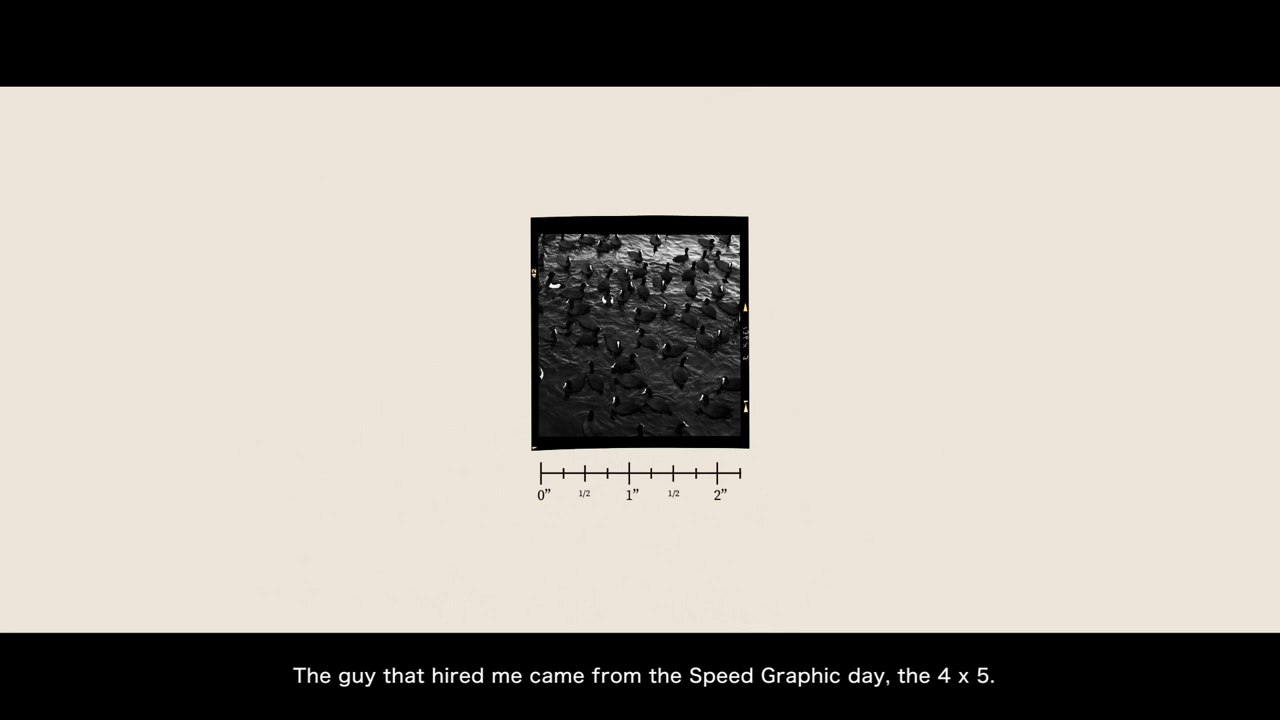 42
0” 1/2 1” 1/2 2”
The guy that hired me came from the Speed Graphic day, the 4 x 5.